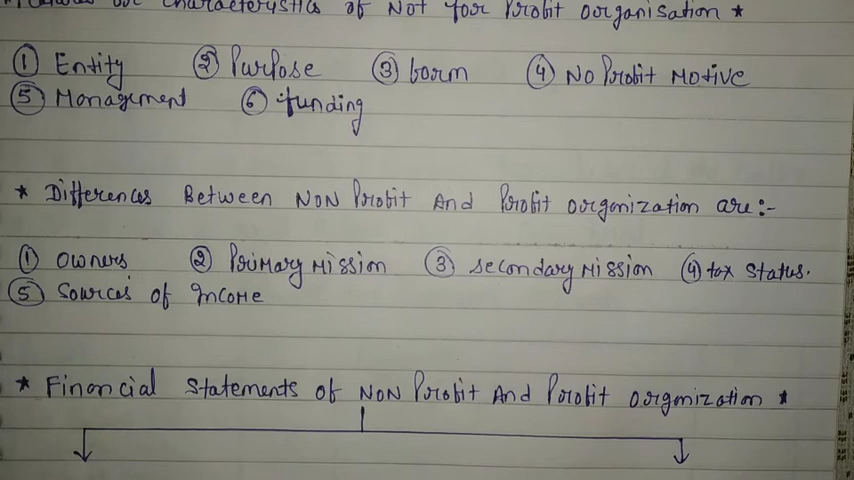 or characteristics of Not for Profit Organisation *
① Entity ② Purpose ③ form ④ No Profit Motive
⑤ Management ⑥ funding
* Differences Between NON Profit And Profit organization are:-
① owners ② Primary Mission ③ secondary Mission ④ tax status.
⑤ Sources of Income
* Financial Statements of NON Profit And Profit organization *